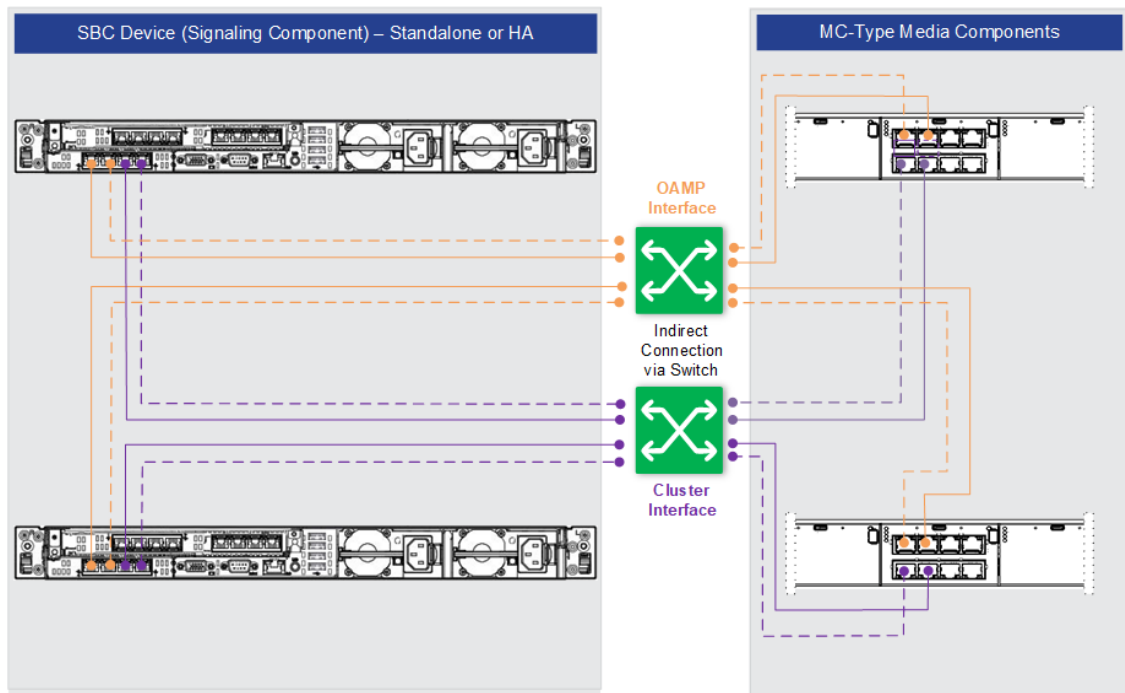 SBC Device (Signaling Component) – Standalone or HA
MC-Type Media Components
OAMP
Interface
Indirect
Connection
via Switch
Cluster
Interface